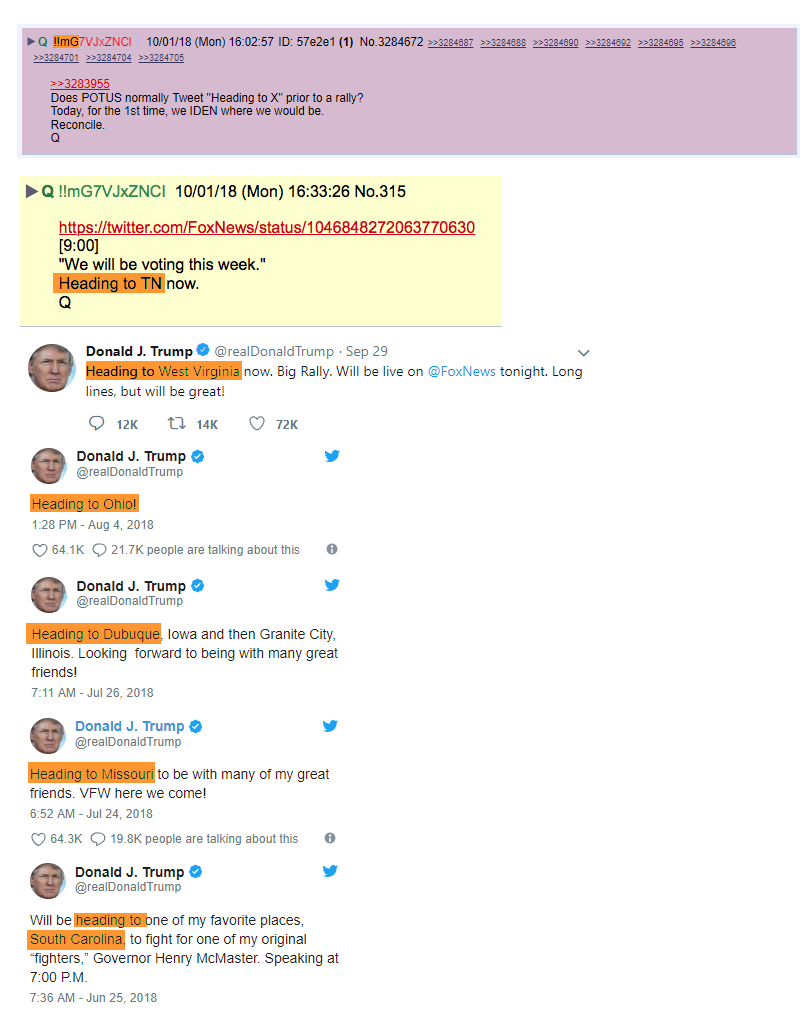 ▶ Q !!mG7VJxZNCI 10/01/18 (Mon) 16:02:57 ID: 57e2e1 (1) No.3284672 >>3284687 >>3284688 >>3284690 >>3284692 >>3284695 >>3284696
>>3284701 >>3284704 >>3284705
>>3283955
Does POTUS normally Tweet "Heading to X" prior to a rally?
Today, for the 1st time, we IDEN where we would be.
Reconcile.
Q
▶ Q !!mG7VJxZNCI 10/01/18 (Mon) 16:33:26 No.315
https://twitter.com/FoxNews/status/1046848272063770630
[9:00]
"We will be voting this week."
Heading to TN now.
Q
Donald J. Trump @realDonaldTrump · Sep 29
Heading to West Virginia now. Big Rally. Will be live on @FoxNews tonight. Long
lines, but will be great!
12K 14K 72K
Donald J. Trump
@realDonaldTrump
Heading to Ohio!
1:28 PM - Aug 4, 2018
64.1K 21.7K people are talking about this
Donald J. Trump
@realDonaldTrump
Heading to Dubuque, Iowa and then Granite City,
Illinois. Looking forward to being with many great
friends!
7:11 AM - Jul 26, 2018
Donald J. Trump
@realDonaldTrump
Heading to Missouri to be with many of my great
friends. VFW here we come!
6:52 AM - Jul 24, 2018
64.3K 19.8K people are talking about this
Donald J. Trump
@realDonaldTrump
Will be heading to one of my favorite places,
South Carolina, to fight for one of my original
“fighters,” Governor Henry McMaster. Speaking at
7:00 P.M.
7:36 AM - Jun 25, 2018